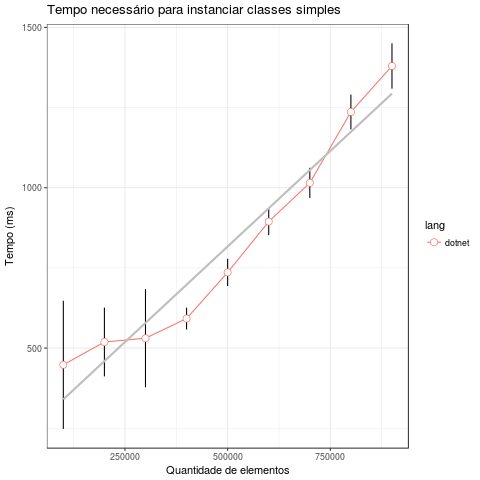 Tempo necessário para instanciar classes simples
1500
1000
500
Tempo (ms)
250000
500000
750000
Quantidade de elementos
lang
dotnet